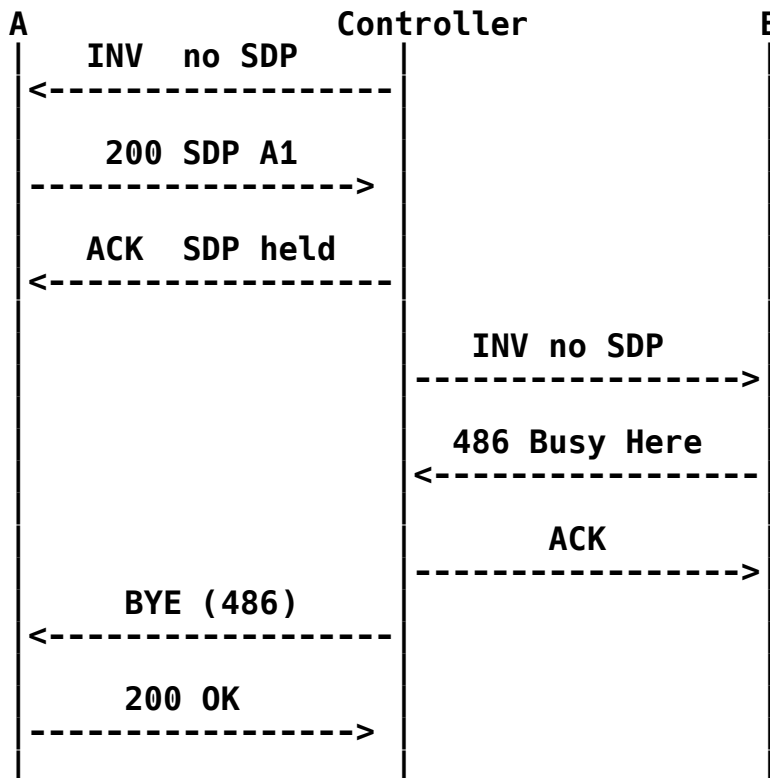 A Controller
INV no SDP
200 SDP A1
ACK SDP held
INV no SDP
486 Busy Here
ACK
BYE (486)
200 OK